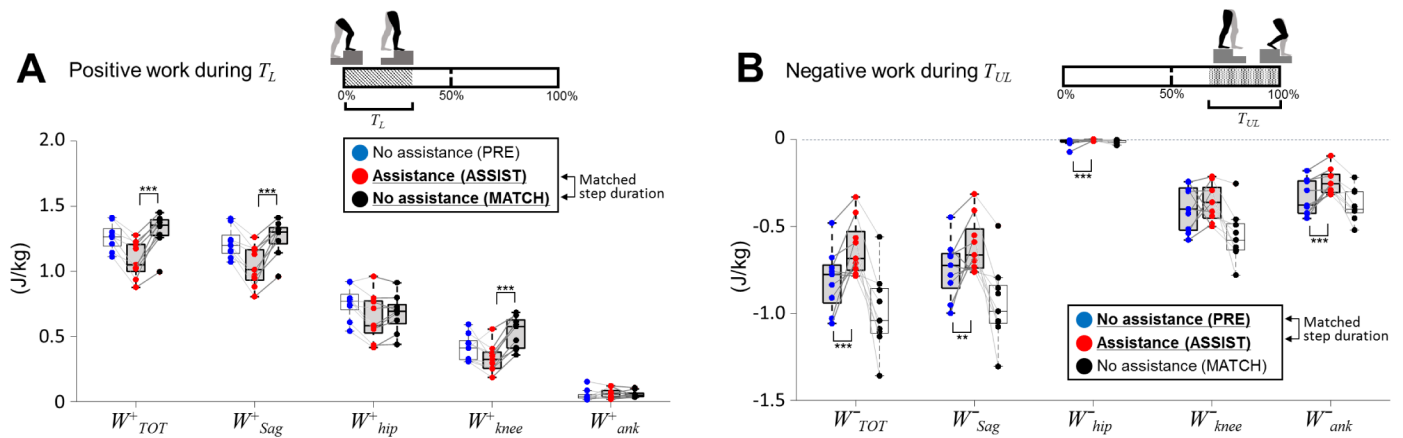 A Positive work during T_L
0% 50% 100%
T_L
No assistance (PRE)
Assistance (ASSIST)
No assistance (MATCH)
Matched
step duration
(J/kg)
2.0
1.5
1.0
0.5
0
*** *** ***
W⁺_TOT W⁺_Sag W⁺_hip W⁺_knee W⁺_ank
B Negative work during T_UL
0% 50% 100%
T_UL
(J/kg)
0
-0.5
-1.0
-1.5
*** ** *** ***
No assistance (PRE)
Assistance (ASSIST)
No assistance (MATCH)
Matched
step duration
W⁻_TOT W⁻_Sag W⁻_hip W⁻_knee W⁻_ank